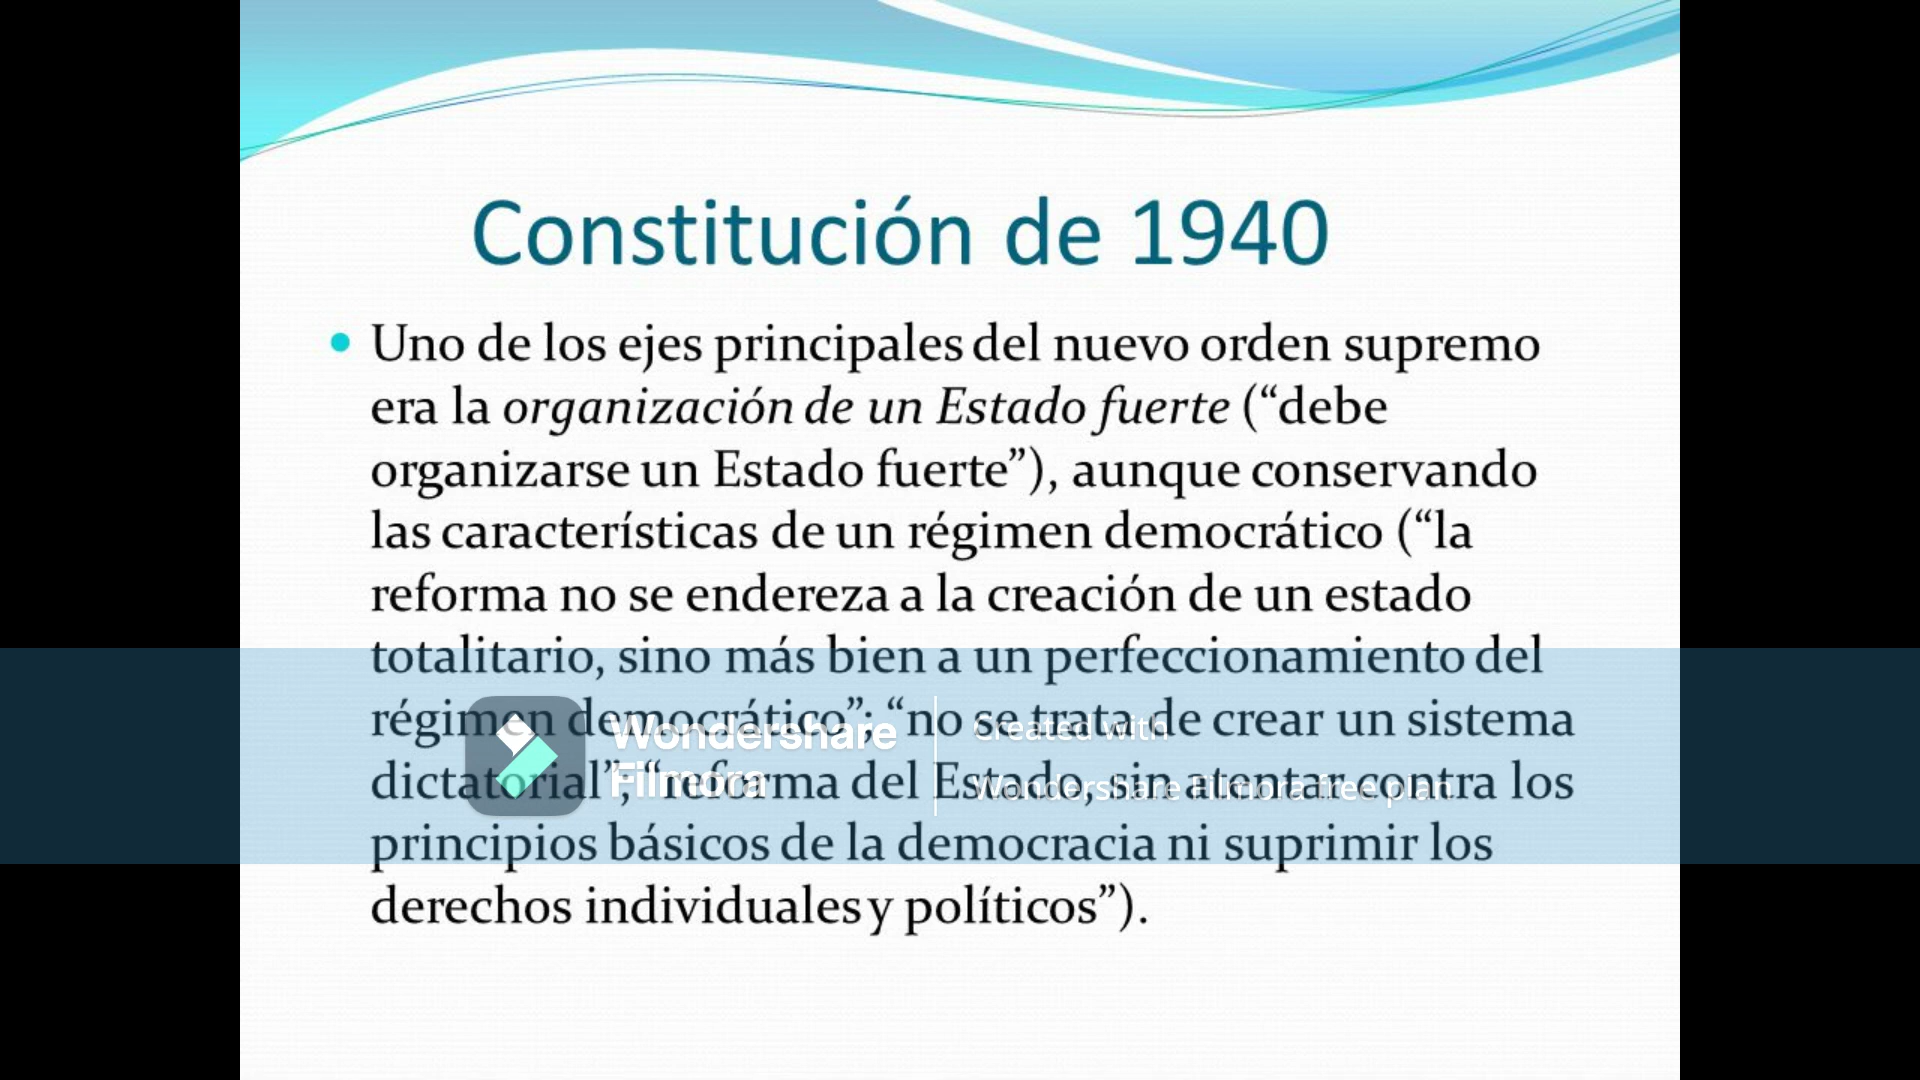 Constitución de 1940
• Uno de los ejes principales del nuevo orden supremo
era la organización de un Estado fuerte (“debe
organizarse un Estado fuerte”), aunque conservando
las características de un régimen democrático (“la
reforma no se endereza a la creación de un estado
totalitario, sino más bien a un perfeccionamiento del
régimen democrático”; “no se trata de crear un sistema
dictatorial”; “reforma del Estado, sin atentar contra los
principios básicos de la democracia ni suprimir los
derechos individuales y políticos”).
Wondershare
Filmora
Created with
Wondershare Filmora free plan